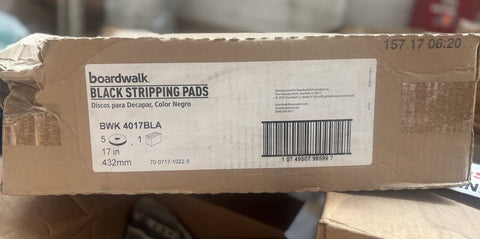 157 17 06:20
boardwalk
BLACK STRIPPING PADS
Discos para Decapar, Color Negro
BWK 4017BLA
5 , 1
17 in
432mm
70-0717-1022-5
1 07 49507 98599 7